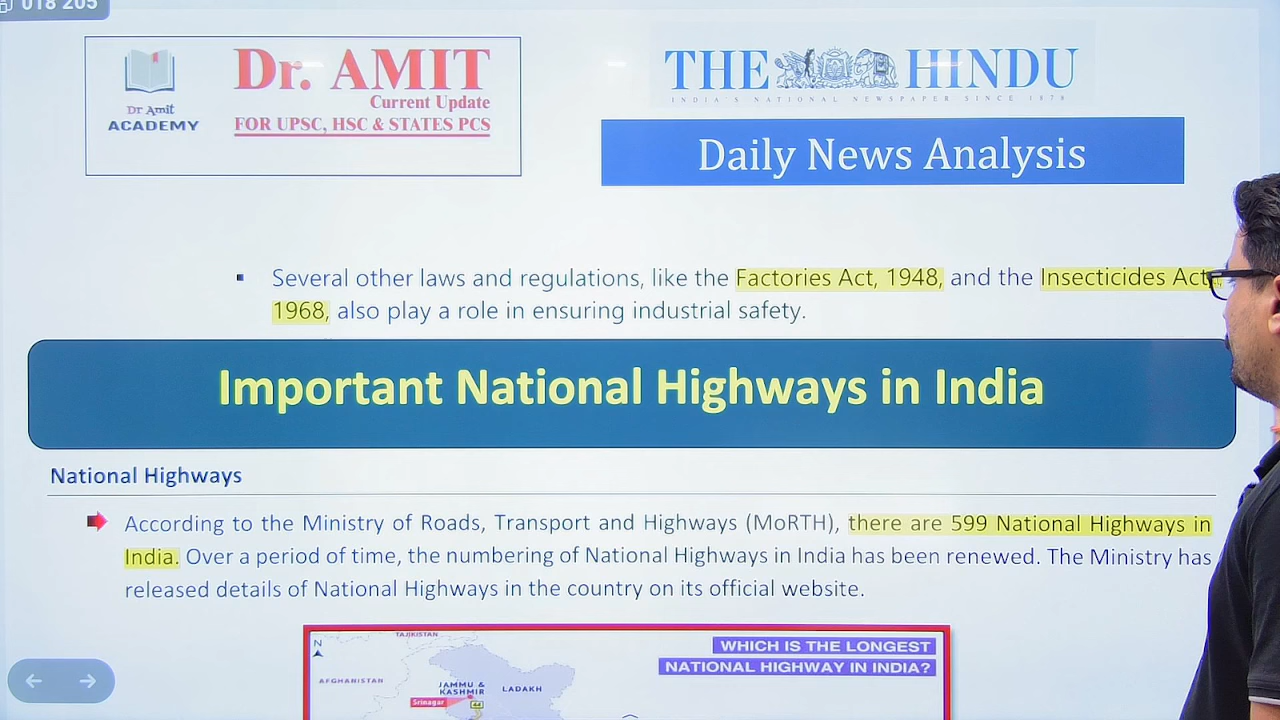 018 205
Dr Amit
ACADEMY
Dr. AMIT
Current Update
FOR UPSC, HSC & STATES PCS
THE HINDU
INDIA'S NATIONAL NEWSPAPER SINCE 1878
Daily News Analysis
Several other laws and regulations, like the Factories Act, 1948, and the Insecticides Act,
1968, also play a role in ensuring industrial safety.
Important National Highways in India
National Highways
According to the Ministry of Roads, Transport and Highways (MoRTH), there are 599 National Highways in
India. Over a period of time, the numbering of National Highways in India has been renewed. The Ministry has
released details of National Highways in the country on its official website.
N
TAJIKISTAN
WHICH IS THE LONGEST
NATIONAL HIGHWAY IN INDIA?
AFGHANISTAN
JAMMU &
KASHMIR
LADAKH
Srinagar
44